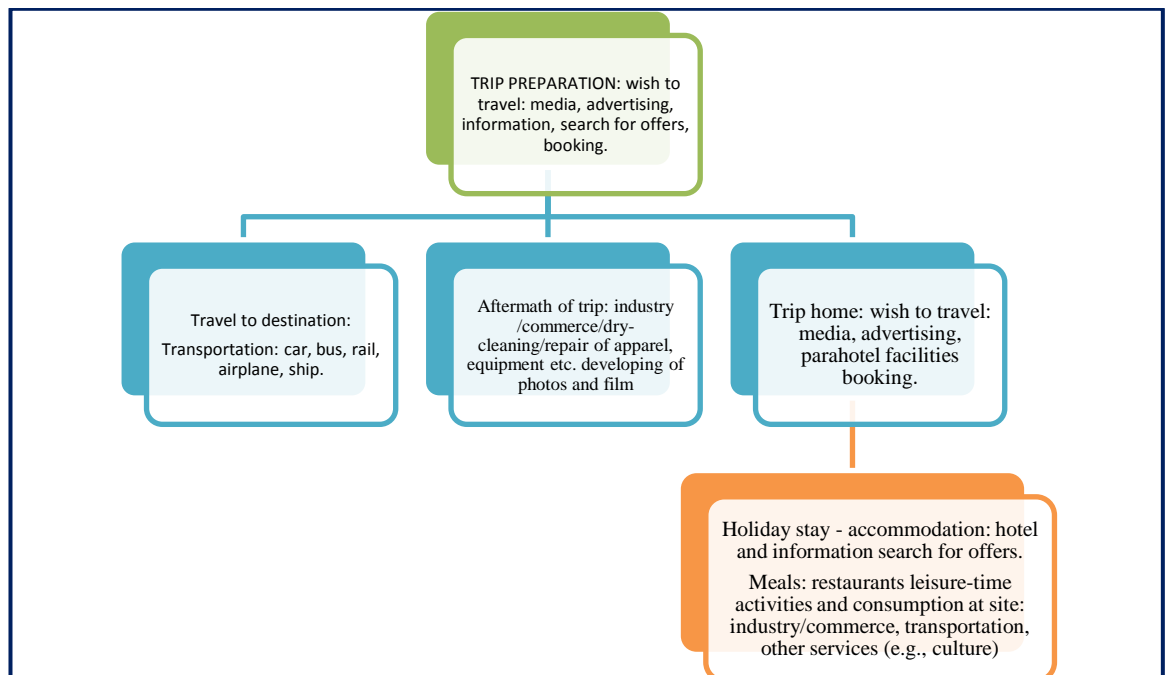 TRIP PREPARATION: wish to
travel: media, advertising,
information, search for offers,
booking.
Travel to destination:
Transportation: car, bus, rail,
airplane, ship.
Aftermath of trip: industry
/commerce/dry-
cleaning/repair of apparel,
equipment etc. developing of
photos and film
Trip home: wish to travel:
media, advertising,
parahotel facilities
booking.
Holiday stay - accommodation: hotel
and information search for offers.
Meals: restaurants leisure-time
activities and consumption at site:
industry/commerce, transportation,
other services (e.g., culture)